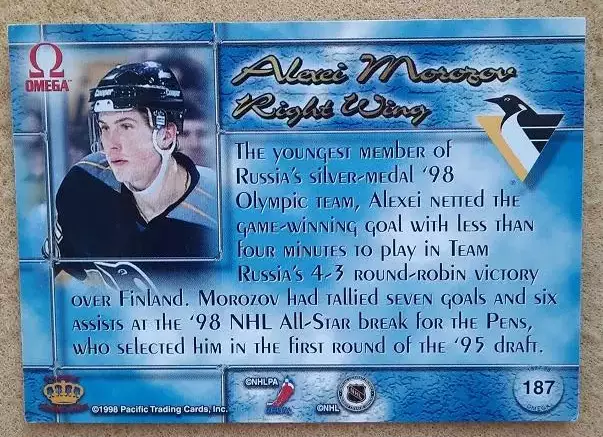 Ω
OMEGA™
Alexei Morozov
Right Wing
Cooper
The youngest member of
Russia's silver-medal '98
Olympic team, Alexei netted the
game-winning goal with less than
four minutes to play in Team
Russia's 4-3 round-robin victory
over Finland. Morozov had tallied seven goals and six
assists at the '98 NHL All-Star break for the Pens,
who selected him in the first round of the '95 draft.
©1998 Pacific Trading Cards, Inc.
©NHLPA
©NHL
187
OMEGA